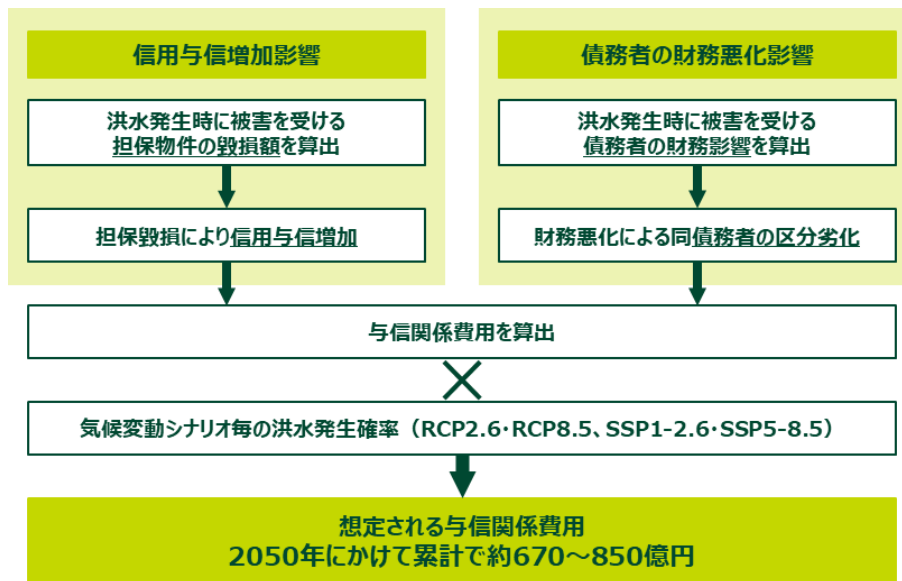 信用与信増加影響
洪水発生時に被害を受ける
担保物件の毀損額を算出
担保毀損により信用与信増加
債務者の財務悪化影響
洪水発生時に被害を受ける
債務者の財務影響を算出
財務悪化による同債務者の区分劣化
与信関係費用を算出
×
気候変動シナリオ毎の洪水発生確率（RCP2.6・RCP8.5、SSP1-2.6・SSP5-8.5）
想定される与信関係費用
2050年にかけて累計で約670～850億円